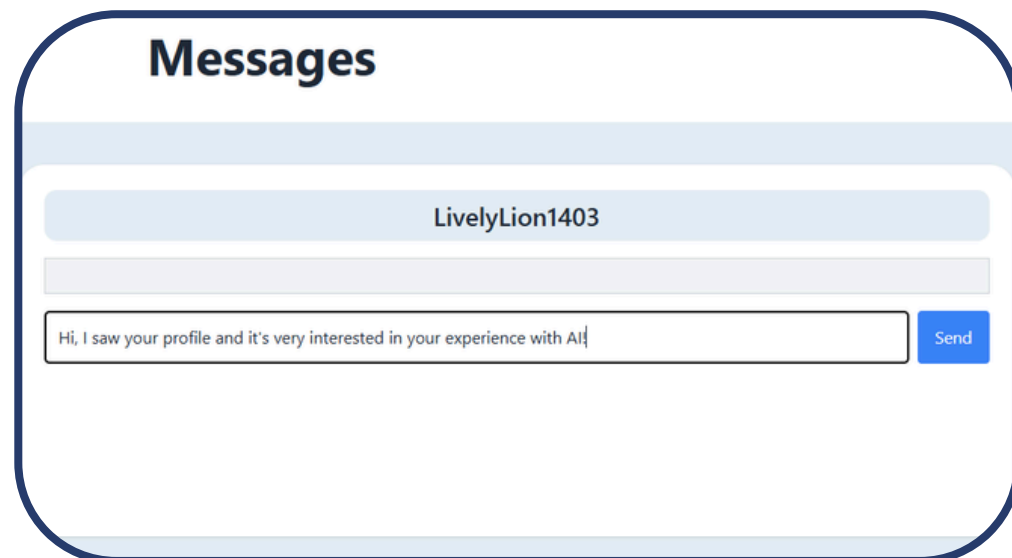 Messages
LivelyLion1403
Hi, I saw your profile and it's very interested in your experience with AI!
Send